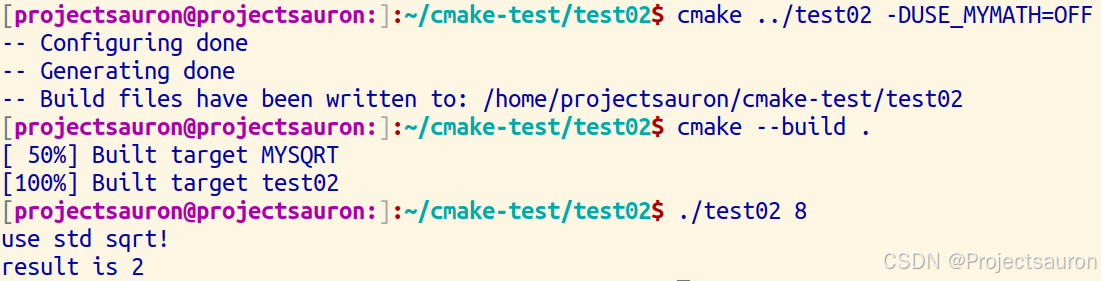 [projectsauron@projectsauron:]:~/cmake-test/test02$ cmake ../test02 -DUSE_MYMATH=OFF
-- Configuring done
-- Generating done
-- Build files have been written to: /home/projectsauron/cmake-test/test02
[projectsauron@projectsauron:]:~/cmake-test/test02$ cmake --build .
[ 50%] Built target MYSQRT
[100%] Built target test02
[projectsauron@projectsauron:]:~/cmake-test/test02$ ./test02 8
use std sqrt!
result is 2
CSDN @Projectsauron